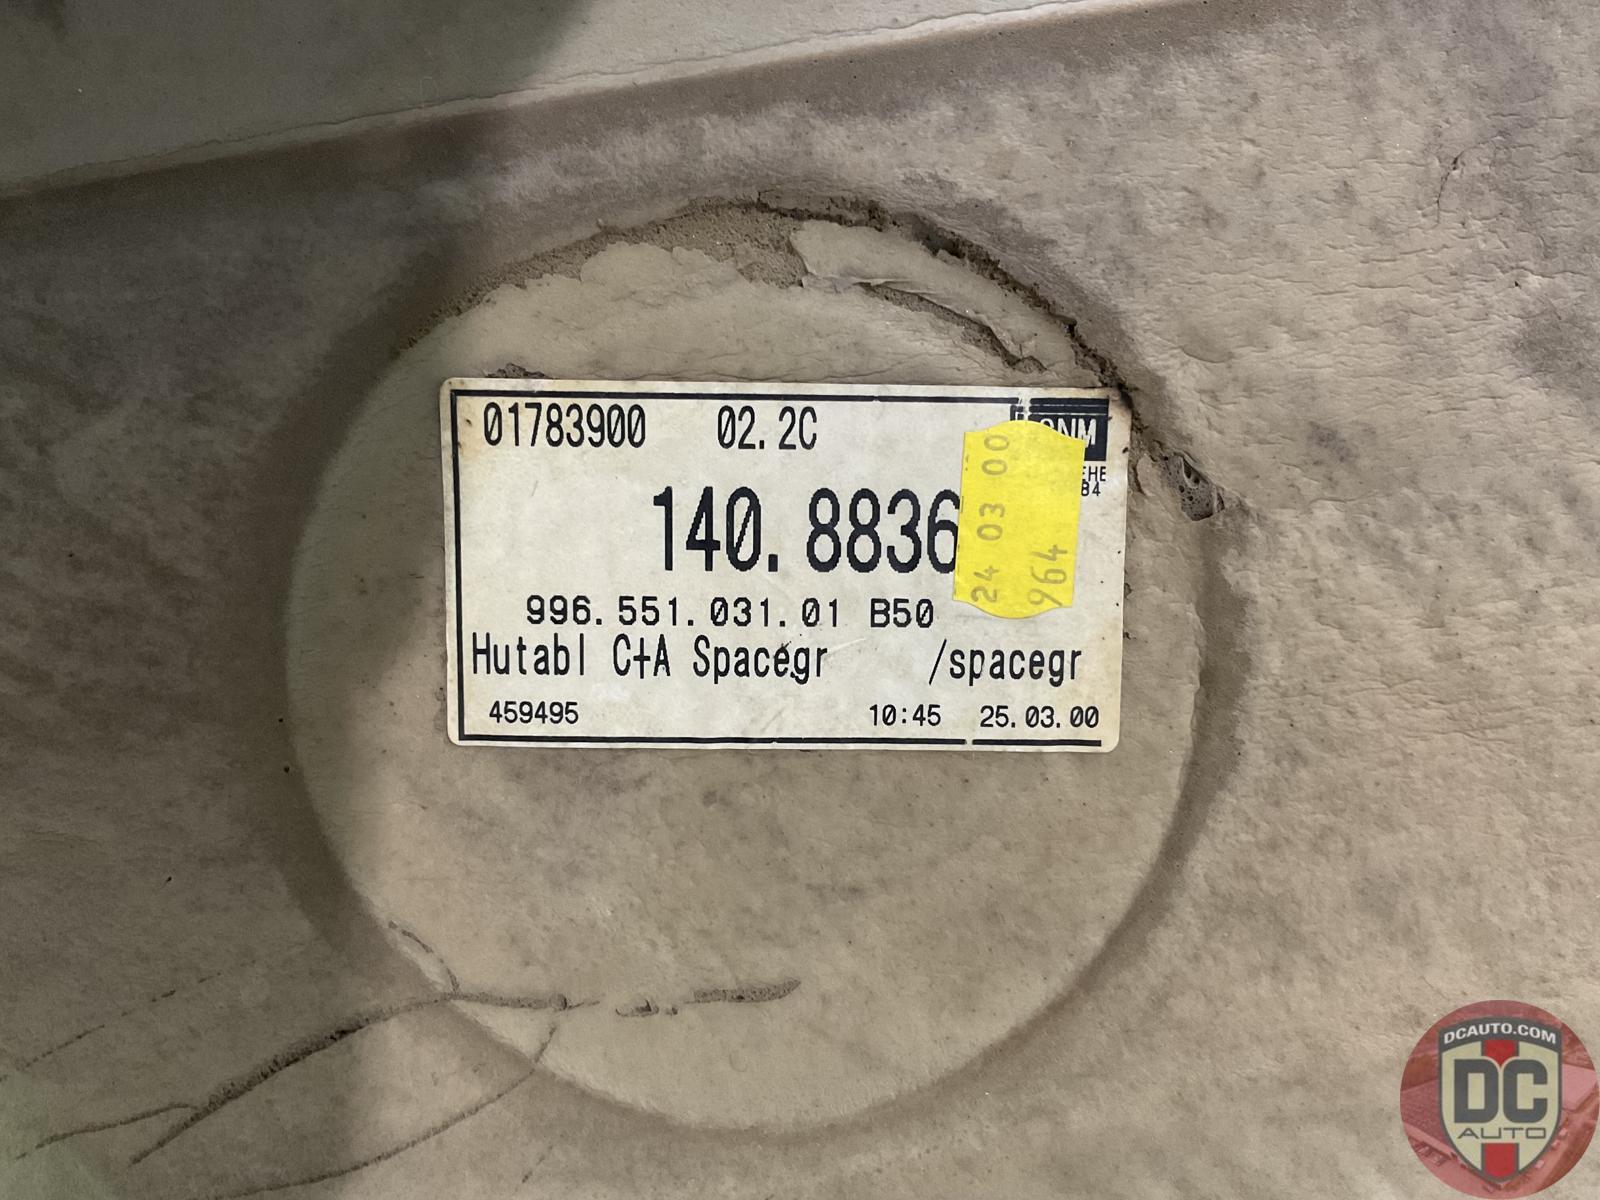 01783900 02.2C
140.8836
996.551.031.01 B50
Hutabl C+A Spacegr /spacegr
459495 10:45 25.03.00
24 03 00
964
DCAUTO.COM
DC
AUTO